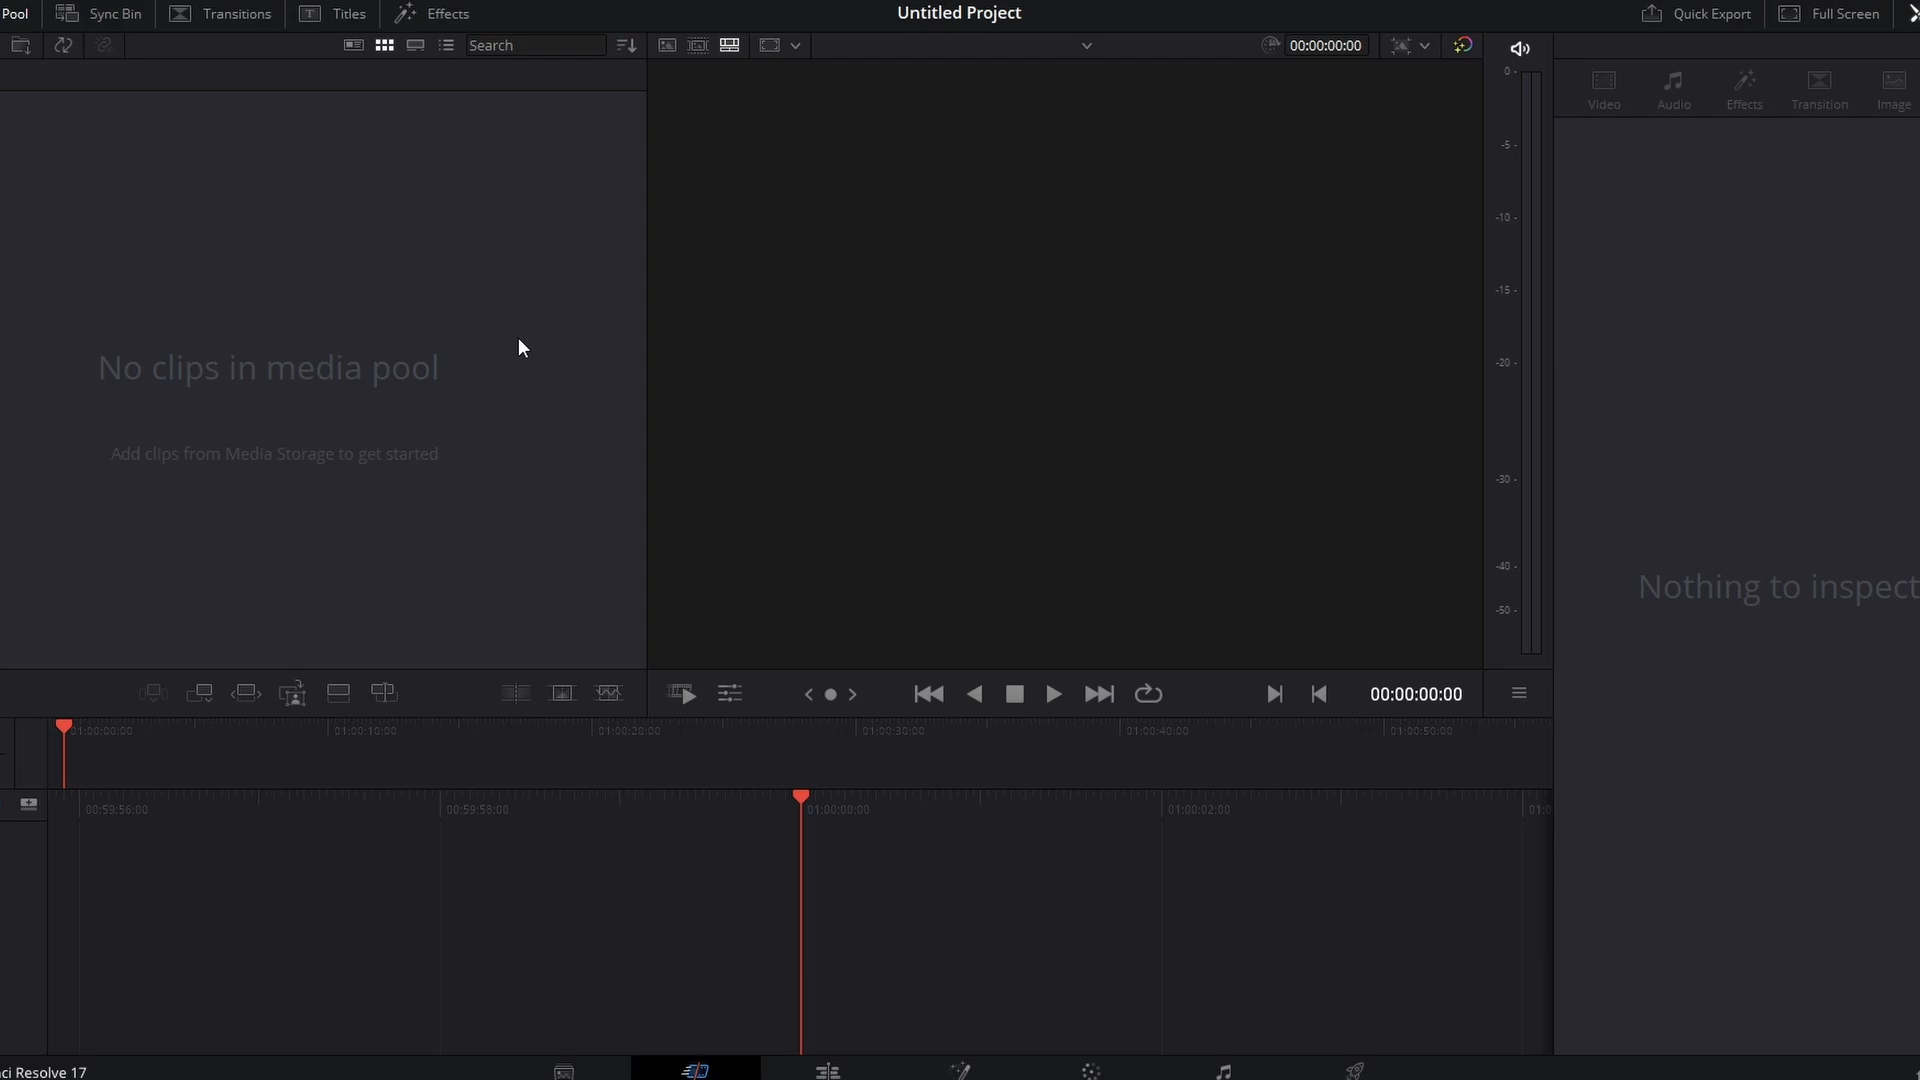 Pool
Sync Bin
Transitions
Titles
Effects
Untitled Project
Quick Export
Full Screen
Search
00:00:00:00
0
-5
-10
-15
-20
-30
-40
-50
Video
Audio
Effects
Transition
Image
No clips in media pool
Add clips from Media Storage to get started
Nothing to inspect
00:00:00:00
01:00:00:00
01:00:10:00
01:00:20:00
01:00:30:00
01:00:40:00
01:00:50:00
00:59:56:00
00:59:58:00
01:00:00:00
01:00:02:00
01:0
ci Resolve 17